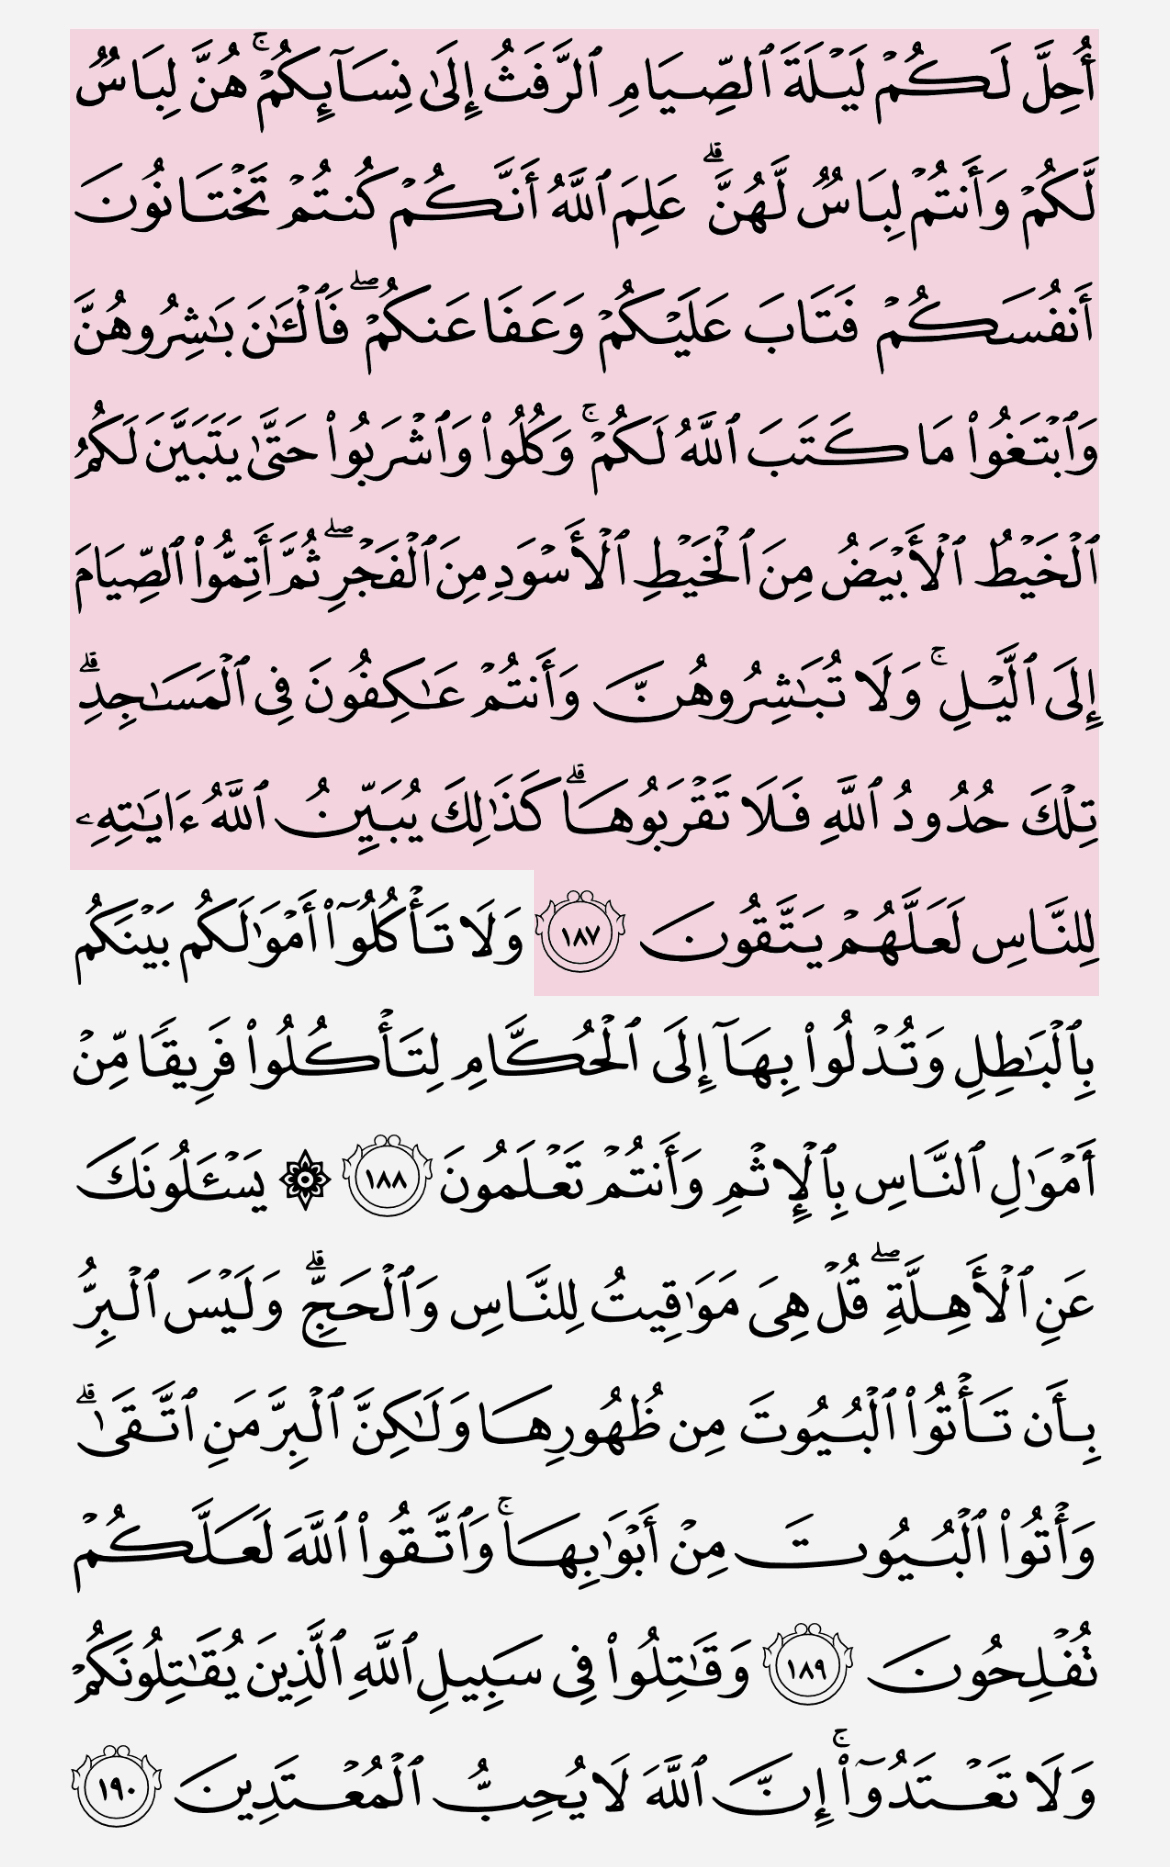 أُحِلَّ لَكُمۡ لَيۡلَةَ ٱلصِّيَامِ ٱلرَّفَثُ إِلَىٰ نِسَآئِكُمۡۚ هُنَّ لِبَاسٞ
لَّكُمۡ وَأَنتُمۡ لِبَاسٞ لَّهُنَّۗ عَلِمَ ٱللَّهُ أَنَّكُمۡ كُنتُمۡ تَخۡتَانُونَ
أَنفُسَكُمۡ فَتَابَ عَلَيۡكُمۡ وَعَفَا عَنكُمۡۖ فَٱلۡـَٰٔنَ بَٰشِرُوهُنَّ
وَٱبۡتَغُواْ مَا كَتَبَ ٱللَّهُ لَكُمۡۚ وَكُلُواْ وَٱشۡرَبُواْ حَتَّىٰ يَتَبَيَّنَ لَكُمُ
ٱلۡخَيۡطُ ٱلۡأَبۡيَضُ مِنَ ٱلۡخَيۡطِ ٱلۡأَسۡوَدِ مِنَ ٱلۡفَجۡرِۖ ثُمَّ أَتِمُّواْ ٱلصِّيَامَ
إِلَى ٱلَّيۡلِۚ وَلَا تُبَٰشِرُوهُنَّ وَأَنتُمۡ عَٰكِفُونَ فِي ٱلۡمَسَٰجِدِۗ
تِلۡكَ حُدُودُ ٱللَّهِ فَلَا تَقۡرَبُوهَاۗ كَذَٰلِكَ يُبَيِّنُ ٱللَّهُ ءَايَٰتِهِۦ
لِلنَّاسِ لَعَلَّهُمۡ يَتَّقُونَ ١٨٧ وَلَا تَأۡكُلُوٓاْ أَمۡوَٰلَكُم بَيۡنَكُم
بِٱلۡبَٰطِلِ وَتُدۡلُواْ بِهَآ إِلَى ٱلۡحُكَّامِ لِتَأۡكُلُواْ فَرِيقٗا مِّنۡ
أَمۡوَٰلِ ٱلنَّاسِ بِٱلۡإِثۡمِ وَأَنتُمۡ تَعۡلَمُونَ ١٨٨ ۞ يَسۡـَٔلُونَكَ
عَنِ ٱلۡأَهِلَّةِۖ قُلۡ هِيَ مَوَٰقِيتُ لِلنَّاسِ وَٱلۡحَجِّۗ وَلَيۡسَ ٱلۡبِرُّ
بِأَن تَأۡتُواْ ٱلۡبُيُوتَ مِن ظُهُورِهَا وَلَٰكِنَّ ٱلۡبِرَّ مَنِ ٱتَّقَىٰۗ
وَأۡتُواْ ٱلۡبُيُوتَ مِنۡ أَبۡوَٰبِهَاۚ وَٱتَّقُواْ ٱللَّهَ لَعَلَّكُمۡ
تُفۡلِحُونَ ١٨٩ وَقَٰتِلُواْ فِي سَبِيلِ ٱللَّهِ ٱلَّذِينَ يُقَٰتِلُونَكُمۡ
وَلَا تَعۡتَدُوٓاْۚ إِنَّ ٱللَّهَ لَا يُحِبُّ ٱلۡمُعۡتَدِينَ ١٩٠